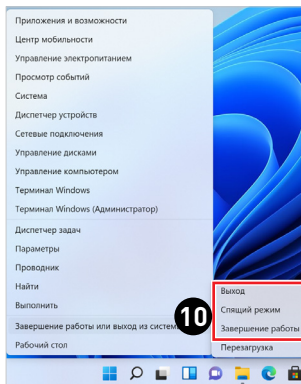 Приложения и возможности
Центр мобильности
Управление электропитанием
Просмотр событий
Система
Диспетчер устройств
Сетевые подключения
Управление дисками
Управление компьютером
Терминал Windows
Терминал Windows (Администратор)
Диспетчер задач
Параметры
Проводник
Найти
Выполнить
Завершение работы или выход из систем
Рабочий стол
10
Выход
Спящий режим
Завершение работы
Перезагрузка